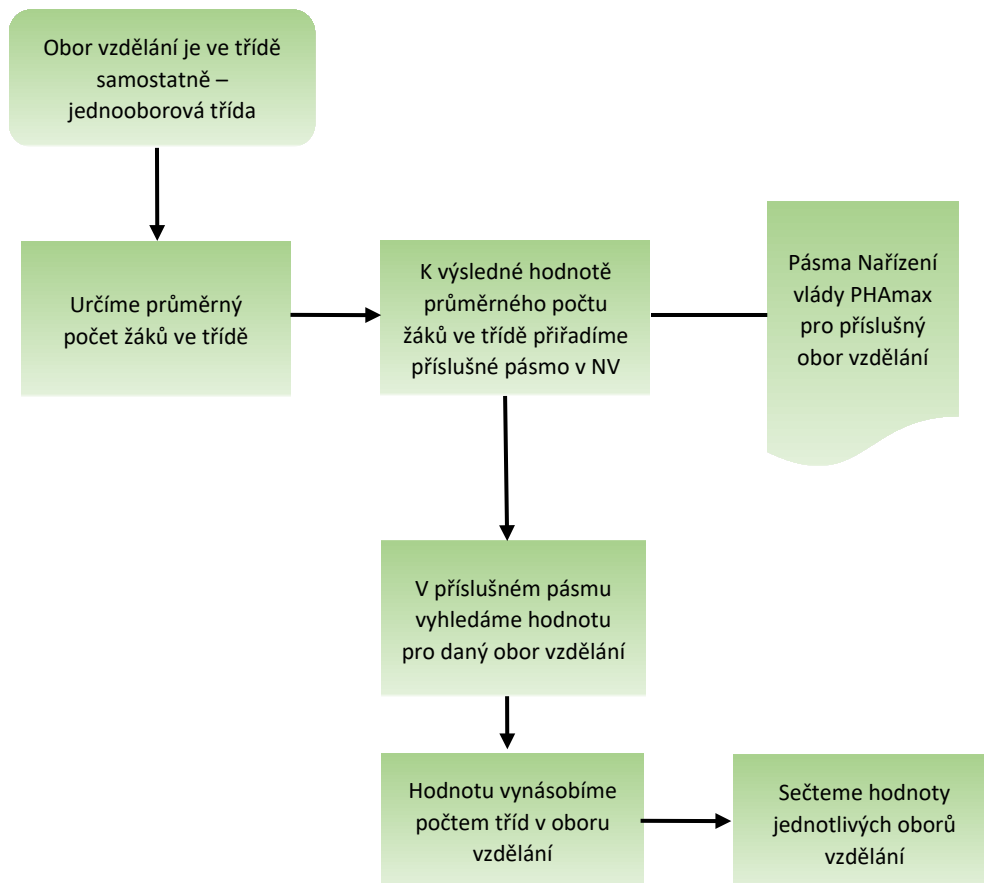 Obor vzdělání je ve třídě
samostatně –
jednooborová třída
Určíme průměrný
počet žáků ve třídě
K výsledné hodnotě
průměrného počtu
žáků ve třídě přiřadíme
příslušné pásmo v NV
Pásma Nařízení
vlády PHAmax
pro příslušný
obor vzdělání
V příslušném pásmu
vyhledáme hodnotu
pro daný obor vzdělání
Hodnotu vynásobíme
počtem tříd v oboru
vzdělání
Sečteme hodnoty
jednotlivých oborů
vzdělání